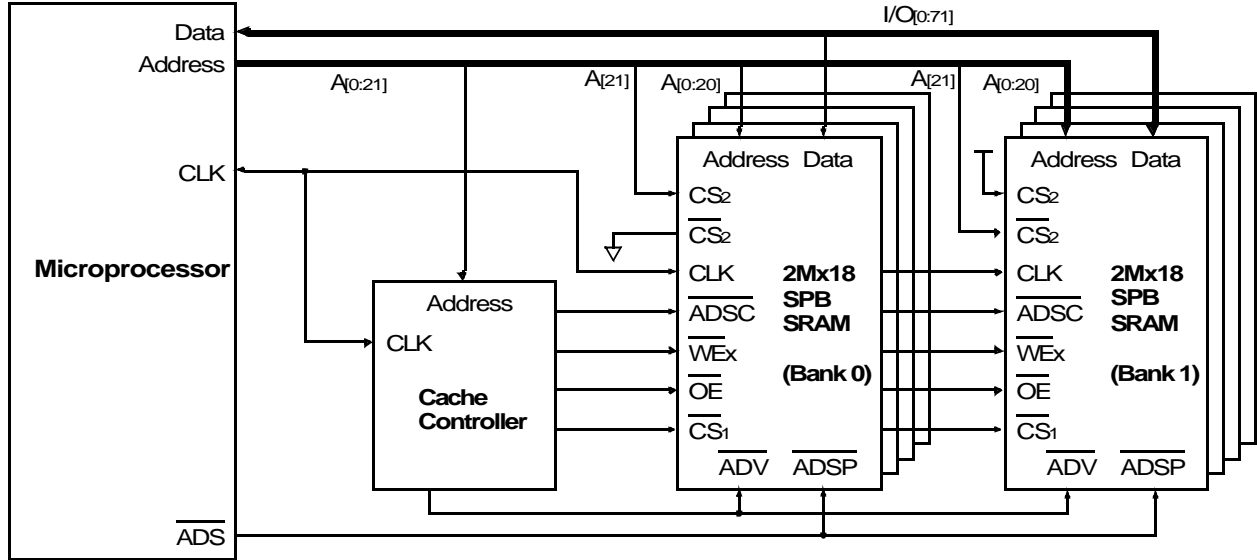 I/O[0:71]
Data
Address
A[0:21]
A[21]
A[0:20]
A[21]
A[0:20]
CLK
Microprocessor
ADS
Address
CLK
Cache
Controller
Address Data
CS2
CS2
CLK
ADSC
WEx
OE
CS1
ADV ADSP
2Mx18
SPB
SRAM
(Bank 0)
Address Data
CS2
CS2
CLK
ADSC
WEx
OE
CS1
ADV ADSP
2Mx18
SPB
SRAM
(Bank 1)